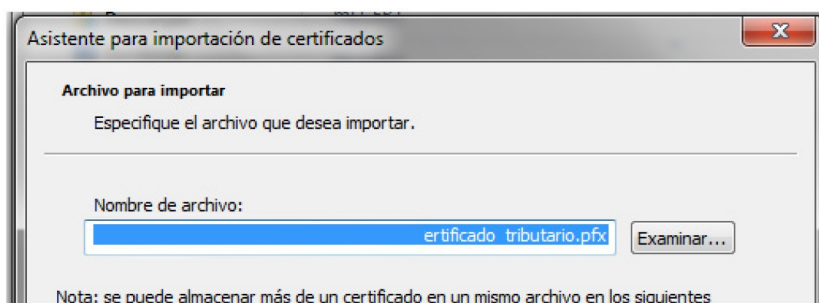 Asistente para importación de certificados
Archivo para importar
Especifique el archivo que desea importar.
Nombre de archivo:
ertificado tributario.pfx
Examinar...
Nota: se puede almacenar más de un certificado en un mismo archivo en los siguientes